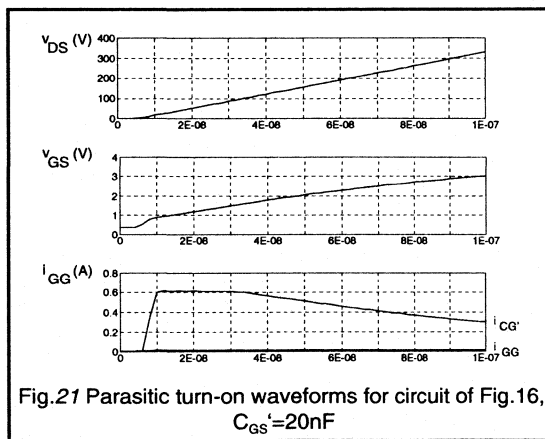 v_DS (V)
400
300
200
100
0
2E-08 4E-08 6E-08 8E-08 1E-07
v_GS (V)
4
3
2
1
0
2E-08 4E-08 6E-08 8E-08 1E-07
i_GG (A)
0.8
0.6
0.4
0.2
0
i_CG'
i_GG
2E-08 4E-08 6E-08 8E-08 1E-07
Fig.21 Parasitic turn-on waveforms for circuit of Fig.16,
C_GS'=20nF